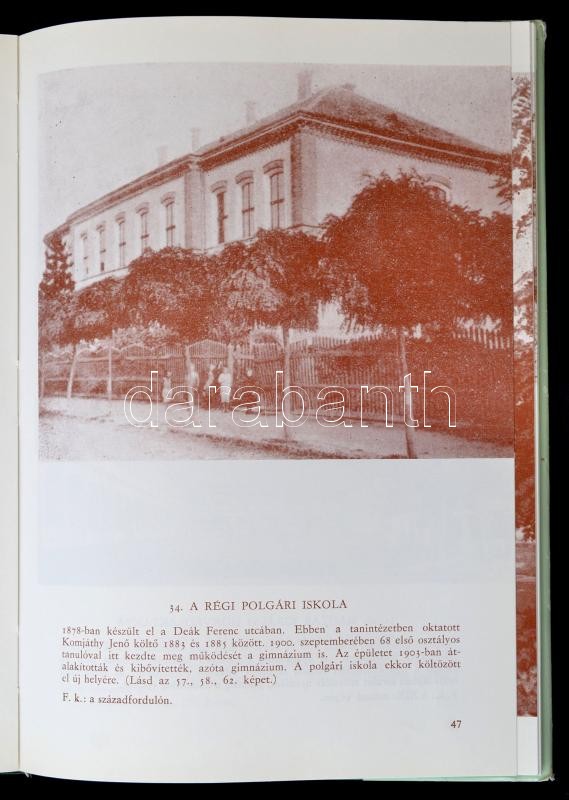 darabanth
34. A RÉGI POLGÁRI ISKOLA
1878-ban készült el a Deák Ferenc utcában. Ebben a tanintézetben oktatott
Komjáthy Jenő költő 1883 és 1885 között. 1900. szeptemberében 68 első osztályos
tanulóval itt kezdte meg működését a gimnázium is. Az épületet 1903-ban át-
alakították és kibővítették, azóta gimnázium. A polgári iskola ekkor költözött
el új helyére. (Lásd az 57., 58., 62. képet.)
F. k.: a századfordulón.
47